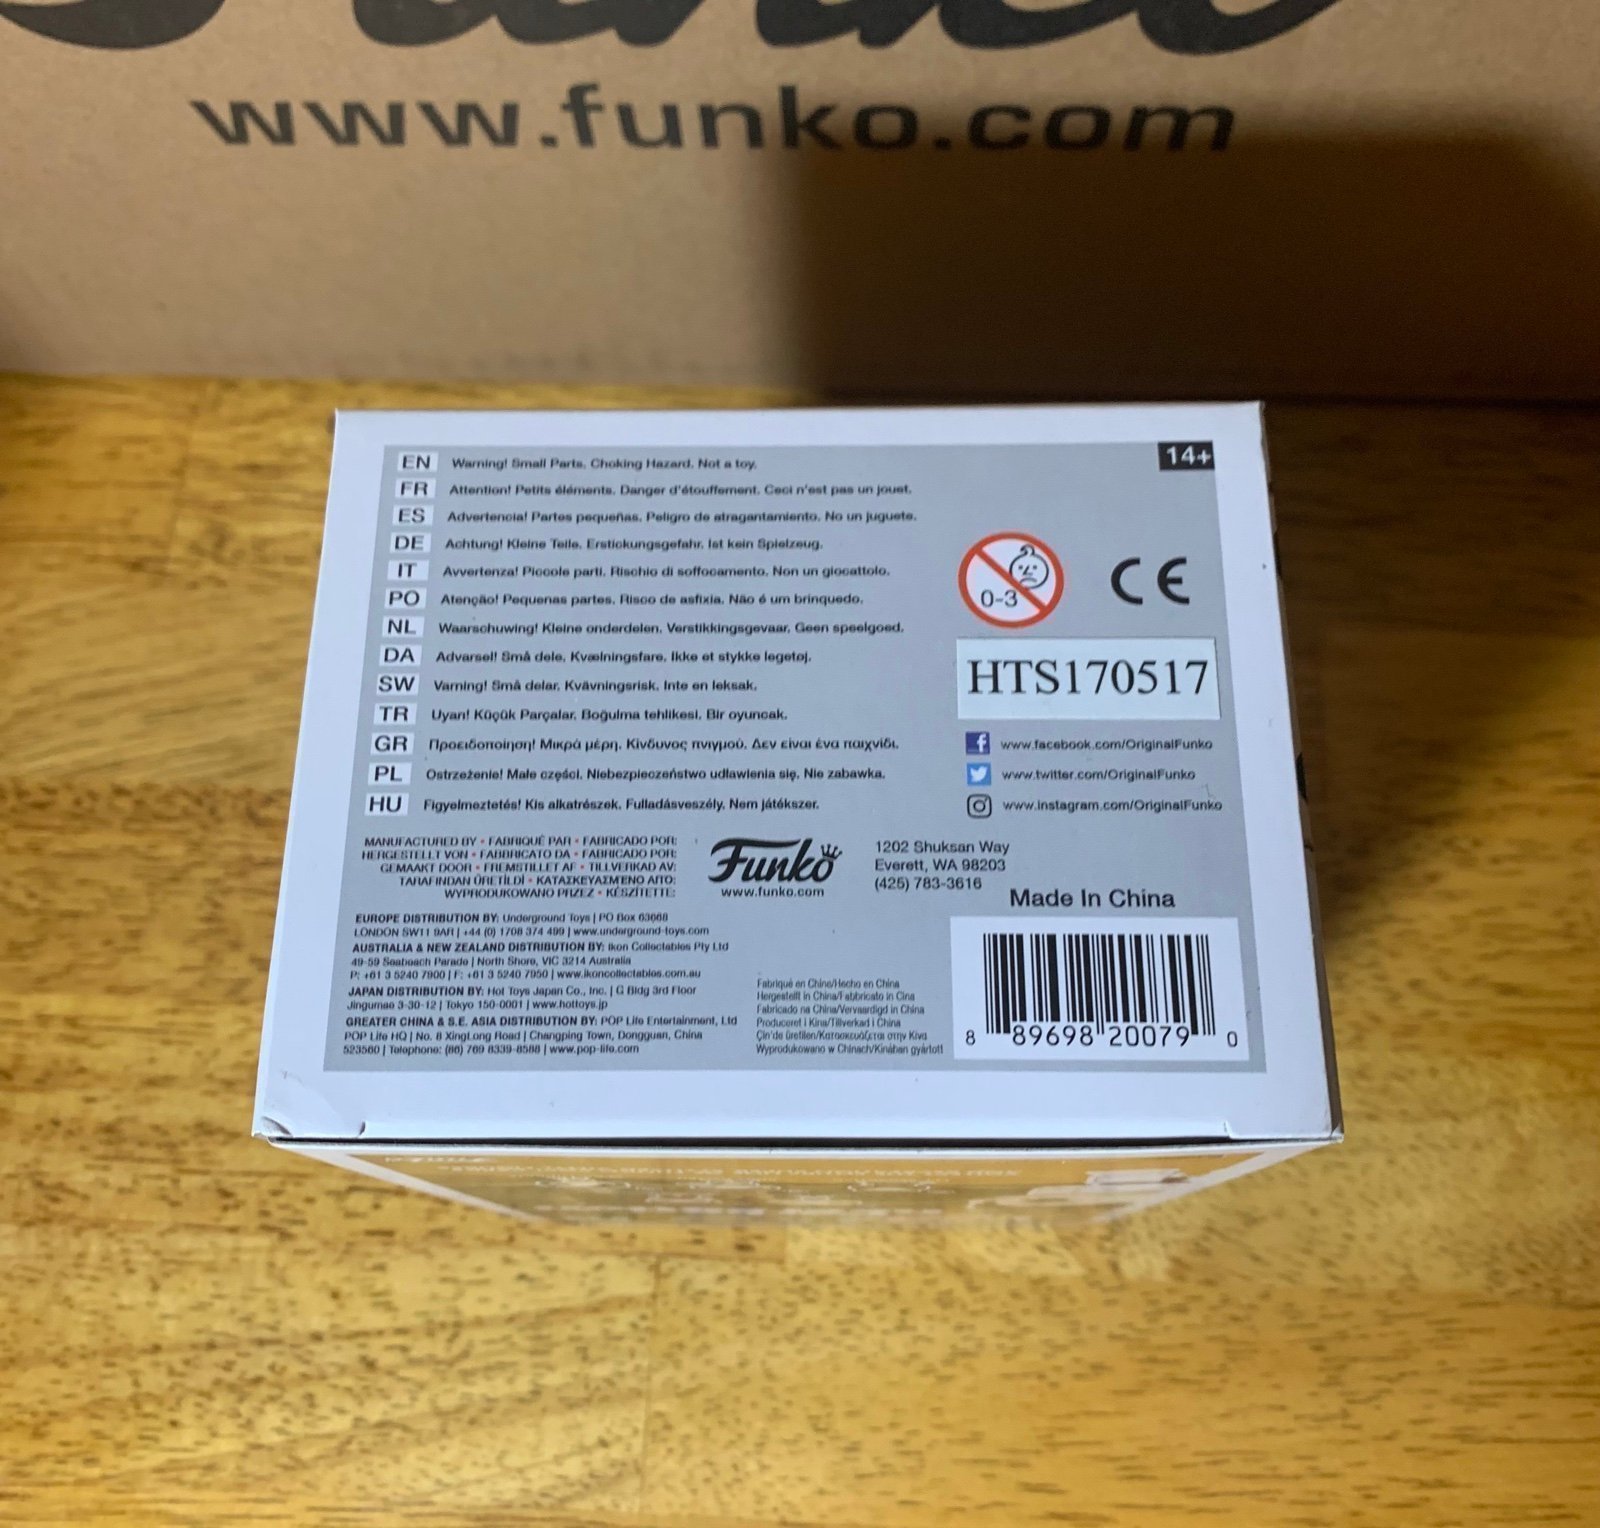 Funko
www.funko.com
14+
EN Warning! Small Parts. Choking Hazard. Not a toy.
FR Attention! Petits éléments. Danger d'étouffement. Ceci n'est pas un jouet.
ES Advertencia! Partes pequeñas. Peligro de atragantamiento. No un juguete.
DE Achtung! Kleine Teile. Erstickungsgefahr. Ist kein Spielzeug.
IT Avvertenza! Piccole parti. Rischio di soffocamento. Non un giocattolo.
PO Atenção! Pequenas partes. Risco de asfixia. Não é um brinquedo.
NL Waarschuwing! Kleine onderdelen. Verstikkingsgevaar. Geen speelgoed.
DA Advarsel! Små dele. Kvælningsfare. Ikke et stykke legetøj.
SW Varning! Små delar. Kvävningsrisk. Inte en leksak.
TR Uyarı! Küçük Parçalar. Boğulma tehlikesi. Bir oyuncak.
GR Προειδοποίηση! Μικρά μέρη. Κίνδυνος πνιγμού. Δεν είναι ένα παιχνίδι.
PL Ostrzeżenie! Małe części. Niebezpieczeństwo udławienia się. Nie zabawka.
HU Figyelmeztetés! Kis alkatrészek. Fulladásveszély. Nem játékszer.
0-3
CE
HTS170517
www.facebook.com/OriginalFunko
www.twitter.com/OriginalFunko
www.instagram.com/OriginalFunko
MANUFACTURED BY • FABRIQUÉ PAR • FABRICADO POR:
HERGESTELLT VON • FABBRICATO DA • FABRICADO POR:
GEMAAKT DOOR • FREMSTILLET AF • TILLVERKAD AV:
TARAFINDAN ÜRETİLDİ • ΚΑΤΑΣΚΕΥΑΣΜΈΝΟ ΑΠΌ:
WYPRODUKOWANO PRZEZ • KÉSZÍTETTE:
Funko
www.funko.com
1202 Shuksan Way
Everett, WA 98203
(425) 783-3616
Made In China
EUROPE DISTRIBUTION BY: Underground Toys | PO Box 63668
LONDON SW11 9AR | +44 (0) 1708 374 499 | www.underground-toys.com
AUSTRALIA & NEW ZEALAND DISTRIBUTION BY: Ikon Collectables Pty Ltd
49-59 Seabeach Parade | North Shore, VIC 3214 Australia
P: +61 3 5240 7900 | F: +61 3 5240 7950 | www.ikoncollectables.com.au
JAPAN DISTRIBUTION BY: Hot Toys Japan Co., Inc. | G Bldg 3rd Floor
Jingumae 3-30-12 | Tokyo 150-0001 | www.hottoys.jp
GREATER CHINA & S.E. ASIA DISTRIBUTION BY: POP Life Entertainment, Ltd
POP Life HQ | No. 8 XingLong Road | Changping Town, Dongguan, China
523560 | Telephone: (86) 769 8339-8588 | www.pop-life.com
Fabriqué en Chine/Hecho en China
Hergestellt in China/Fabbricato in Cina
Fabricado na China/Vervaardigd in China
Produceret i Kina/Tillverkad i China
Çin'de üretilen/Κατασκευάζεται στην Κίνα
Wyprodukowano w Chinach/Kínában gyártott
8 89698 20079 0